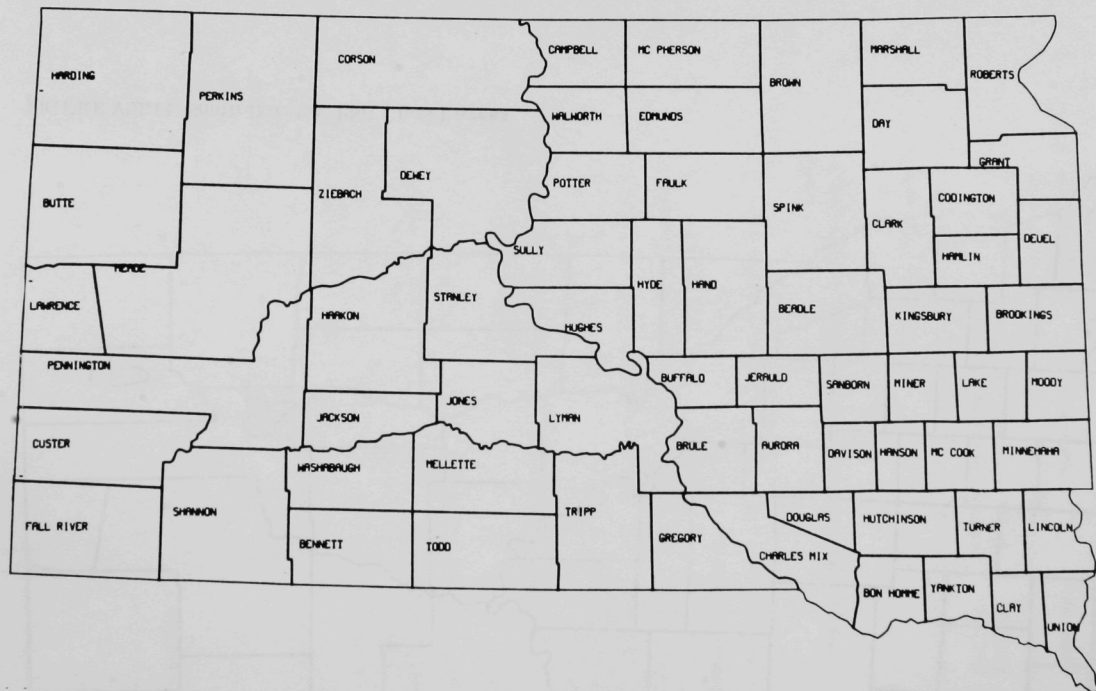 HARDING
PERKINS
CORSON
CAMPBELL
MC PHERSON
BROWN
MARSHALL
ROBERTS
WALWORTH
EDMUNDS
DAY
GRANT
BUTTE
ZIEBACH
DEWEY
POTTER
FAULK
SPINK
CLARK
CODINGTON
DEUEL
MEADE
SULLY
HAMLIN
LAWRENCE
HAAKON
STANLEY
HYDE
HAND
BEADLE
KINGSBURY
BROOKINGS
HUGHES
PENNINGTON
BUFFALO
JERAULD
SANBORN
MINER
LAKE
MOODY
JACKSON
JONES
LYMAN
CUSTER
BRULE
AURORA
DAVISON
HANSON
MC COOK
MINNEHAHA
WASHABAUGH
MELLETTE
FALL RIVER
SHANNON
TRIPP
DOUGLAS
HUTCHINSON
TURNER
LINCOLN
BENNETT
TODD
GREGORY
CHARLES MIX
BON HOMME
YANKTON
CLAY
UNION